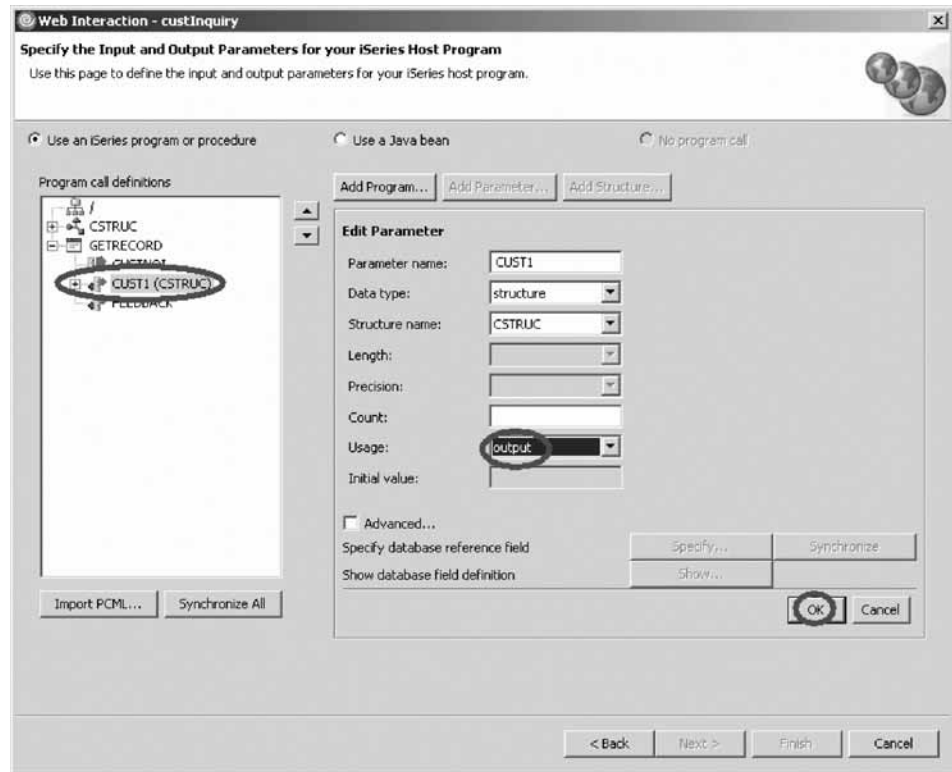 Web Interaction - custInquiry
Specify the Input and Output Parameters for your iSeries Host Program
Use this page to define the input and output parameters for your iSeries host program.
Use an iSeries program or procedure
Use a Java bean
No program call
Program call definitions
/
CSTRUC
GETRECORD
CUST1 (CSTRUC)
FEEDBACK
Import PCML...
Synchronize All
Add Program...
Add Parameter...
Add Structure...
Edit Parameter
Parameter name: CUST1
Data type: structure
Structure name: CSTRUC
Length:
Precision:
Count:
Usage: output
Initial value:
Advanced...
Specify database reference field Specify... Synchronize
Show database field definition Show...
OK Cancel
< Back Next > Finish Cancel